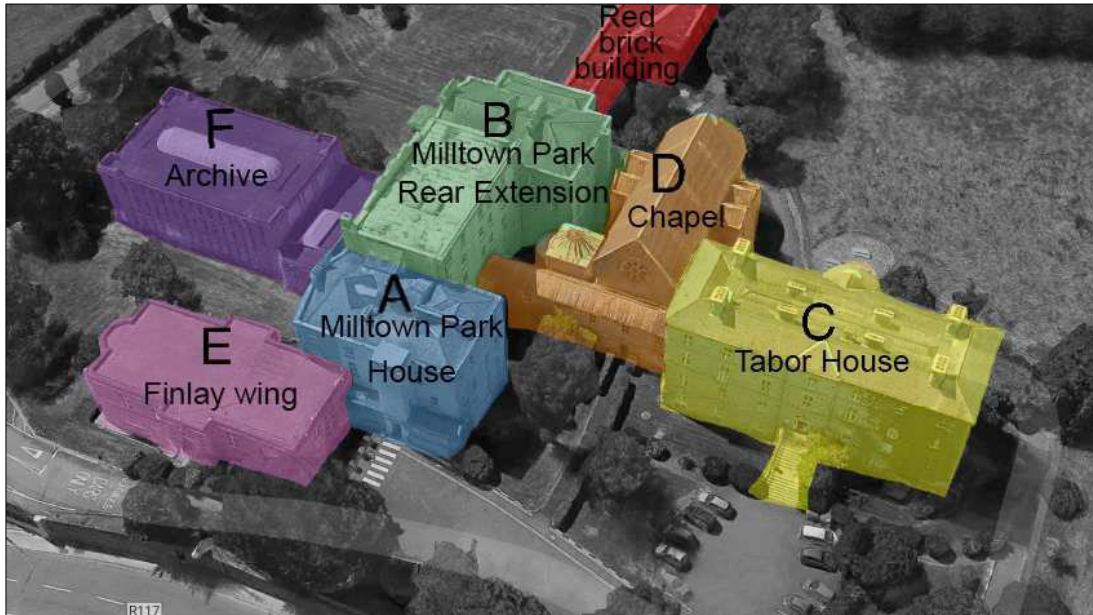 Red
brick
building
B
Milltown Park
Rear Extension
F
Archive
D
Chapel
A
Milltown Park
House
C
Tabor House
E
Finlay wing
R117